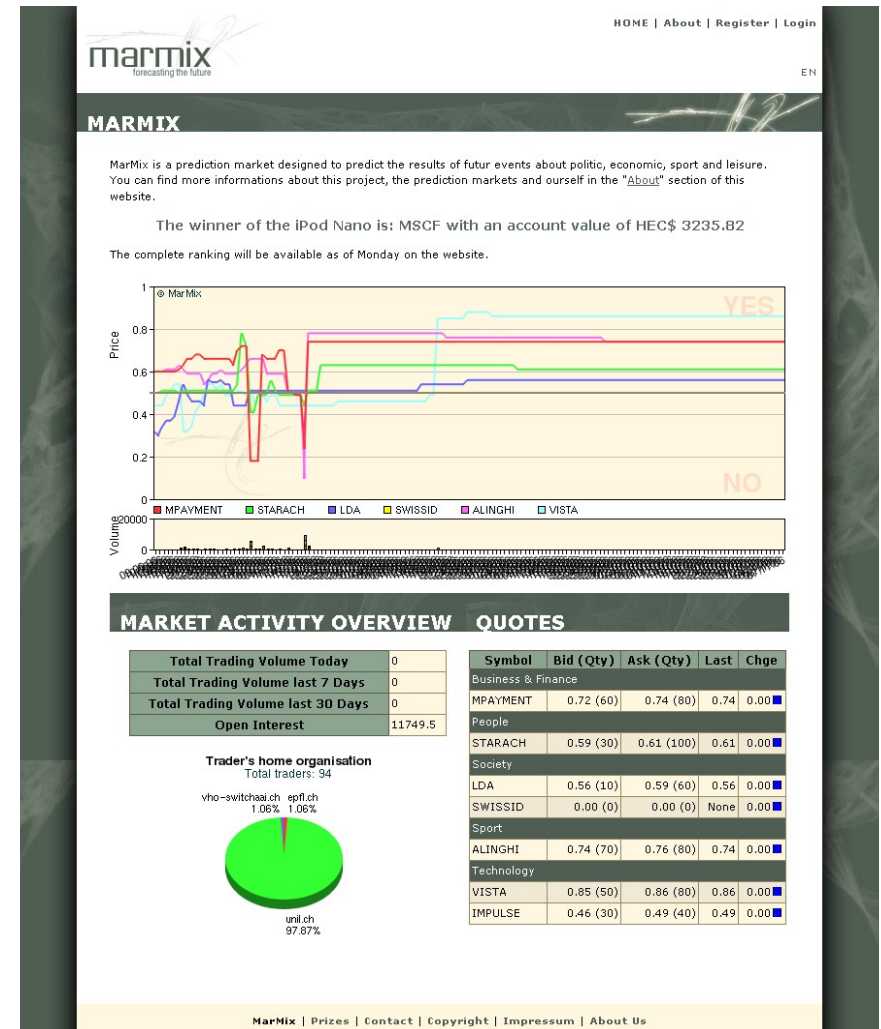 HOME | About | Register | Login
marmix
forecasting the future
EN
MARMIX
MarMix is a prediction market designed to predict the results of futur events about politic, economic, sport and leisure.
You can find more informations about this project, the prediction markets and ourself in the "About" section of this
website.
The winner of the iPod Nano is: MSCF with an account value of HEC$ 3235.82
The complete ranking will be available as of Monday on the website.
1
© MarMix
YES
0.8
Price
0.6
0.4
0.2
NO
0
MPAYMENT STARACH LDA SWISSID ALINGHI VISTA
20000
Volume
0
MARKET ACTIVITY OVERVIEW
Total Trading Volume Today 0
Total Trading Volume last 7 Days 0
Total Trading Volume last 30 Days 0
Open Interest 11749.5
Trader's home organisation
Total traders: 94
vho-switchaai.ch epfl.ch
1.06% 1.06%
unil.ch
97.87%
QUOTES
Symbol Bid (Qty) Ask (Qty) Last Chge
Business & Finance
MPAYMENT 0.72 (60) 0.74 (80) 0.74 0.00
People
STARACH 0.59 (30) 0.61 (100) 0.61 0.00
Society
LDA 0.56 (10) 0.59 (60) 0.56 0.00
SWISSID 0.00 (0) 0.00 (0) None 0.00
Sport
ALINGHI 0.74 (70) 0.76 (80) 0.74 0.00
Technology
VISTA 0.85 (50) 0.86 (80) 0.86 0.00
IMPULSE 0.46 (30) 0.49 (40) 0.49 0.00
MarMix | Prizes | Contact | Copyright | Impressum | About Us